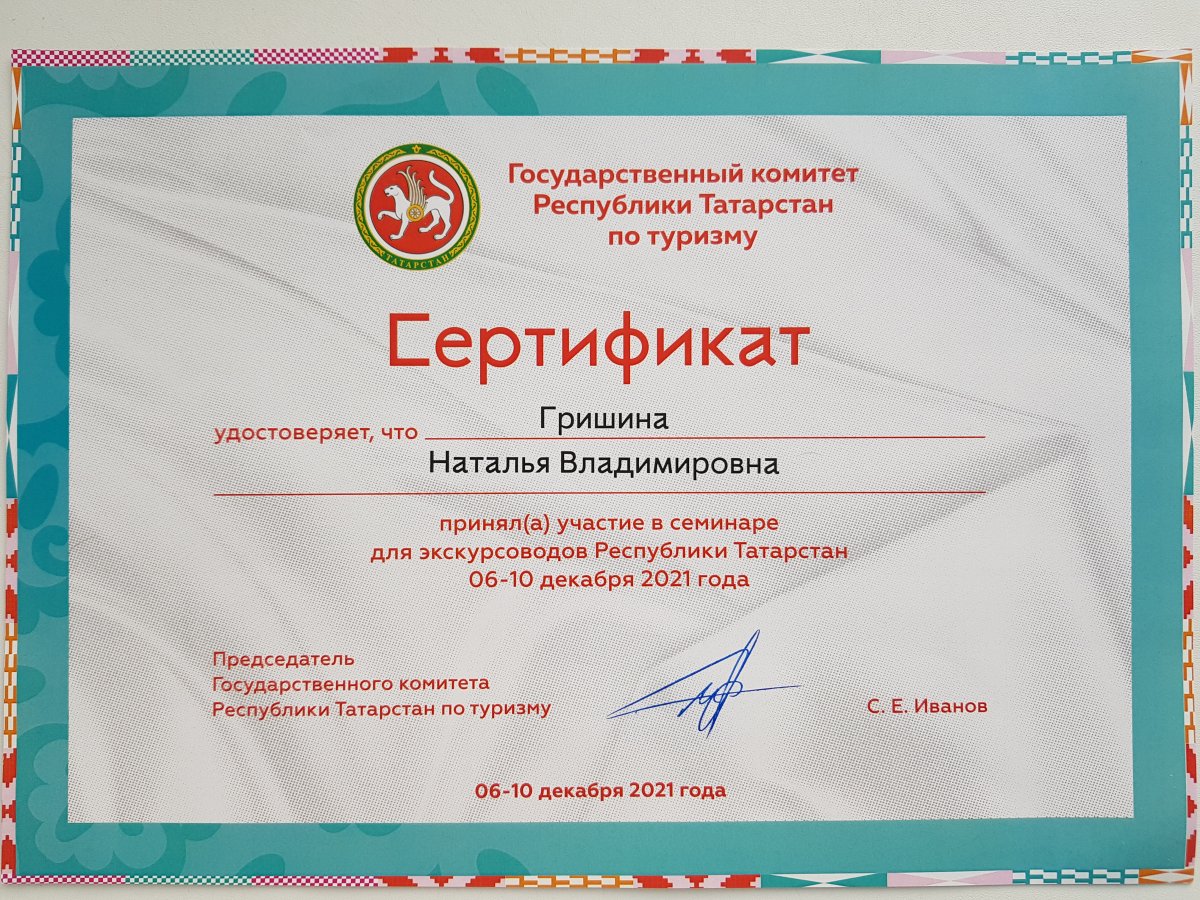 ТАТАРСТАН
Государственный комитет
Республики Татарстан
по туризму
Сертификат
удостоверяет, что Гришина
Наталья Владимировна
принял(а) участие в семинаре
для экскурсоводов Республики Татарстан
06-10 декабря 2021 года
Председатель
Государственного комитета
Республики Татарстан по туризму
С. Е. Иванов
06-10 декабря 2021 года